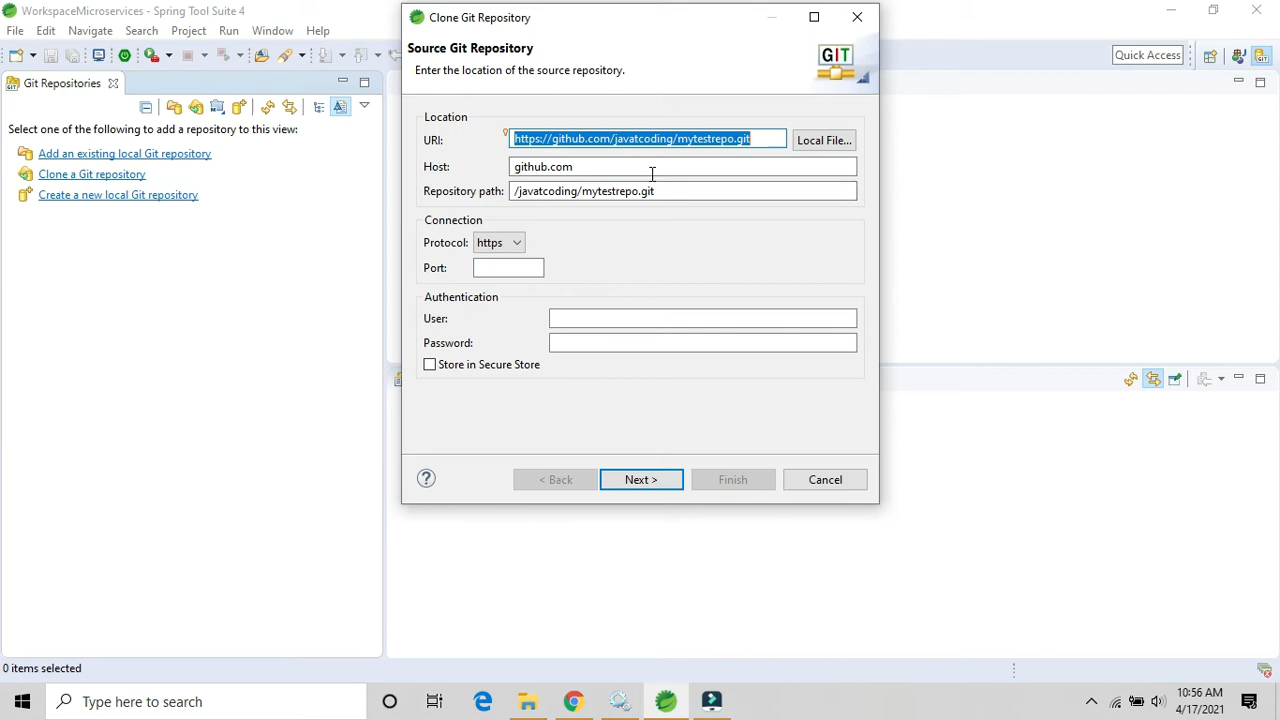 WorkspaceMicroservices - Spring Tool Suite 4
File Edit Navigate Search Project Run Window Help
Quick Access
Git Repositories
Select one of the following to add a repository to this view:
Add an existing local Git repository
Clone a Git repository
Create a new local Git repository
Clone Git Repository
Source Git Repository
Enter the location of the source repository.
GIT
Location
URI: https://github.com/javatcoding/mytestrepo.git Local File...
Host: github.com
Repository path: /javatcoding/mytestrepo.git
Connection
Protocol: https
Port:
Authentication
User:
Password:
Store in Secure Store
< Back Next > Finish Cancel
0 items selected
Type here to search
10:56 AM
4/17/2021